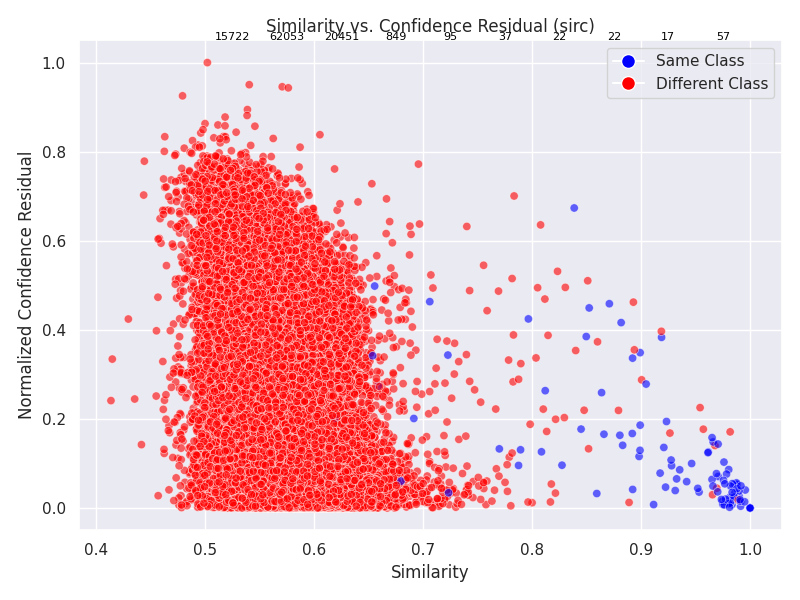 Similarity vs. Confidence Residual (sirc)
15722 62053 20451 849 95 37 22 22 17 57
Same Class
Different Class
1.0
0.8
0.6
0.4
0.2
0.0
Normalized Confidence Residual
0.4 0.5 0.6 0.7 0.8 0.9 1.0
Similarity